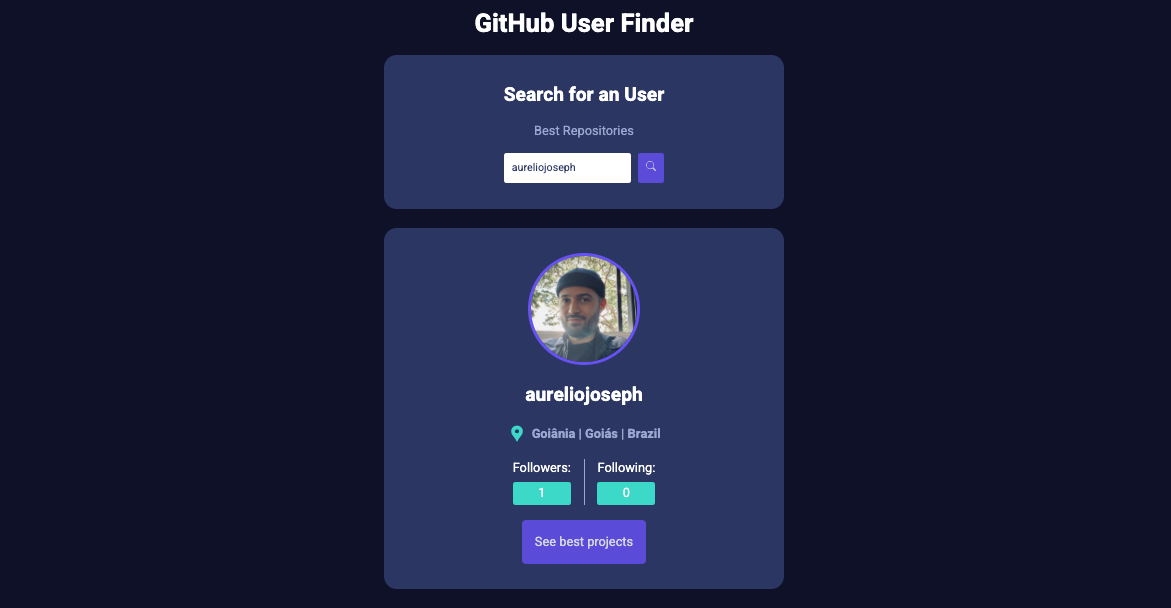 GitHub User Finder
Search for an User
Best Repositories
aureliojoseph
aureliojoseph
Goiânia | Goiás | Brazil
Followers: Following:
1 0
See best projects